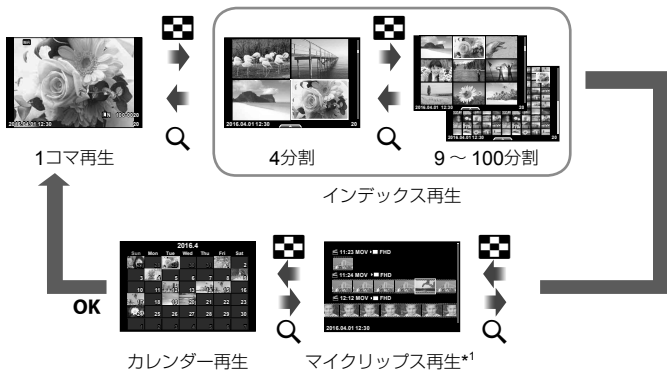 2016.04.01 12:30 20
1コマ再生
2016.04.01 12:30 20
4分割
2016.04.01 12:30 20
9 ～ 100分割
インデックス再生
2016.4
Sun Mon Tue Wed Thu Fri Sat
OK
カレンダー再生
11:23 MOV FHD
11:24 MOV FHD
12:12 MOV FHD
2016.04.01 12:30
マイクリップス再生*1